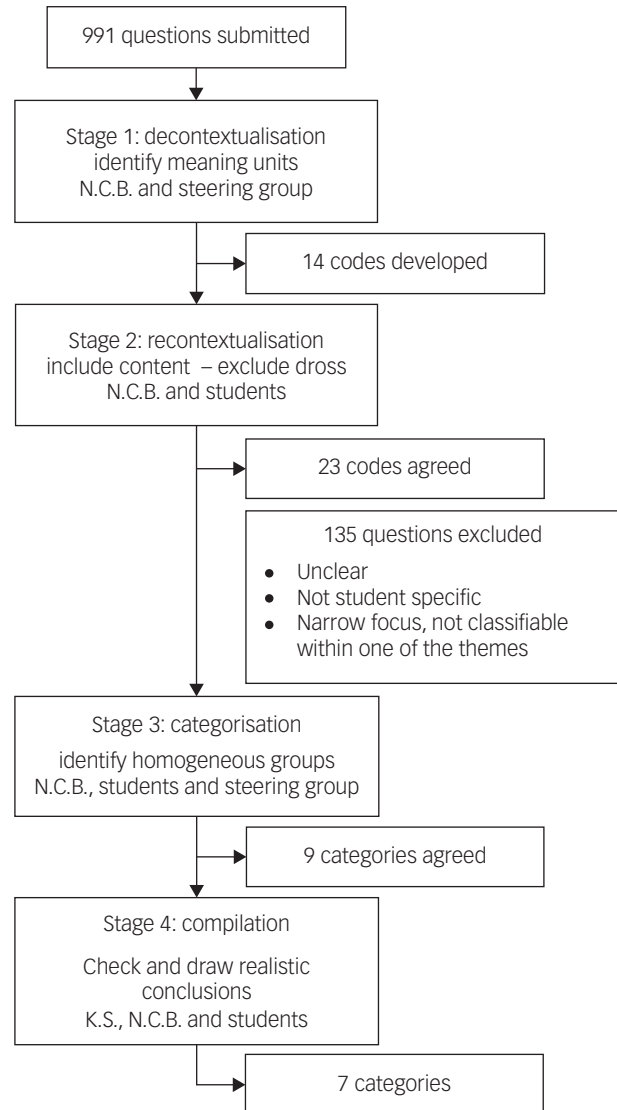 991 questions submitted
Stage 1: decontextualisation
identify meaning units
N.C.B. and steering group
14 codes developed
Stage 2: recontextualisation
include content – exclude dross
N.C.B. and students
23 codes agreed
135 questions excluded
● Unclear
● Not student specific
● Narrow focus, not classifiable
within one of the themes
Stage 3: categorisation
identify homogeneous groups
N.C.B., students and steering group
9 categories agreed
Stage 4: compilation
Check and draw realistic
conclusions
K.S., N.C.B. and students
7 categories